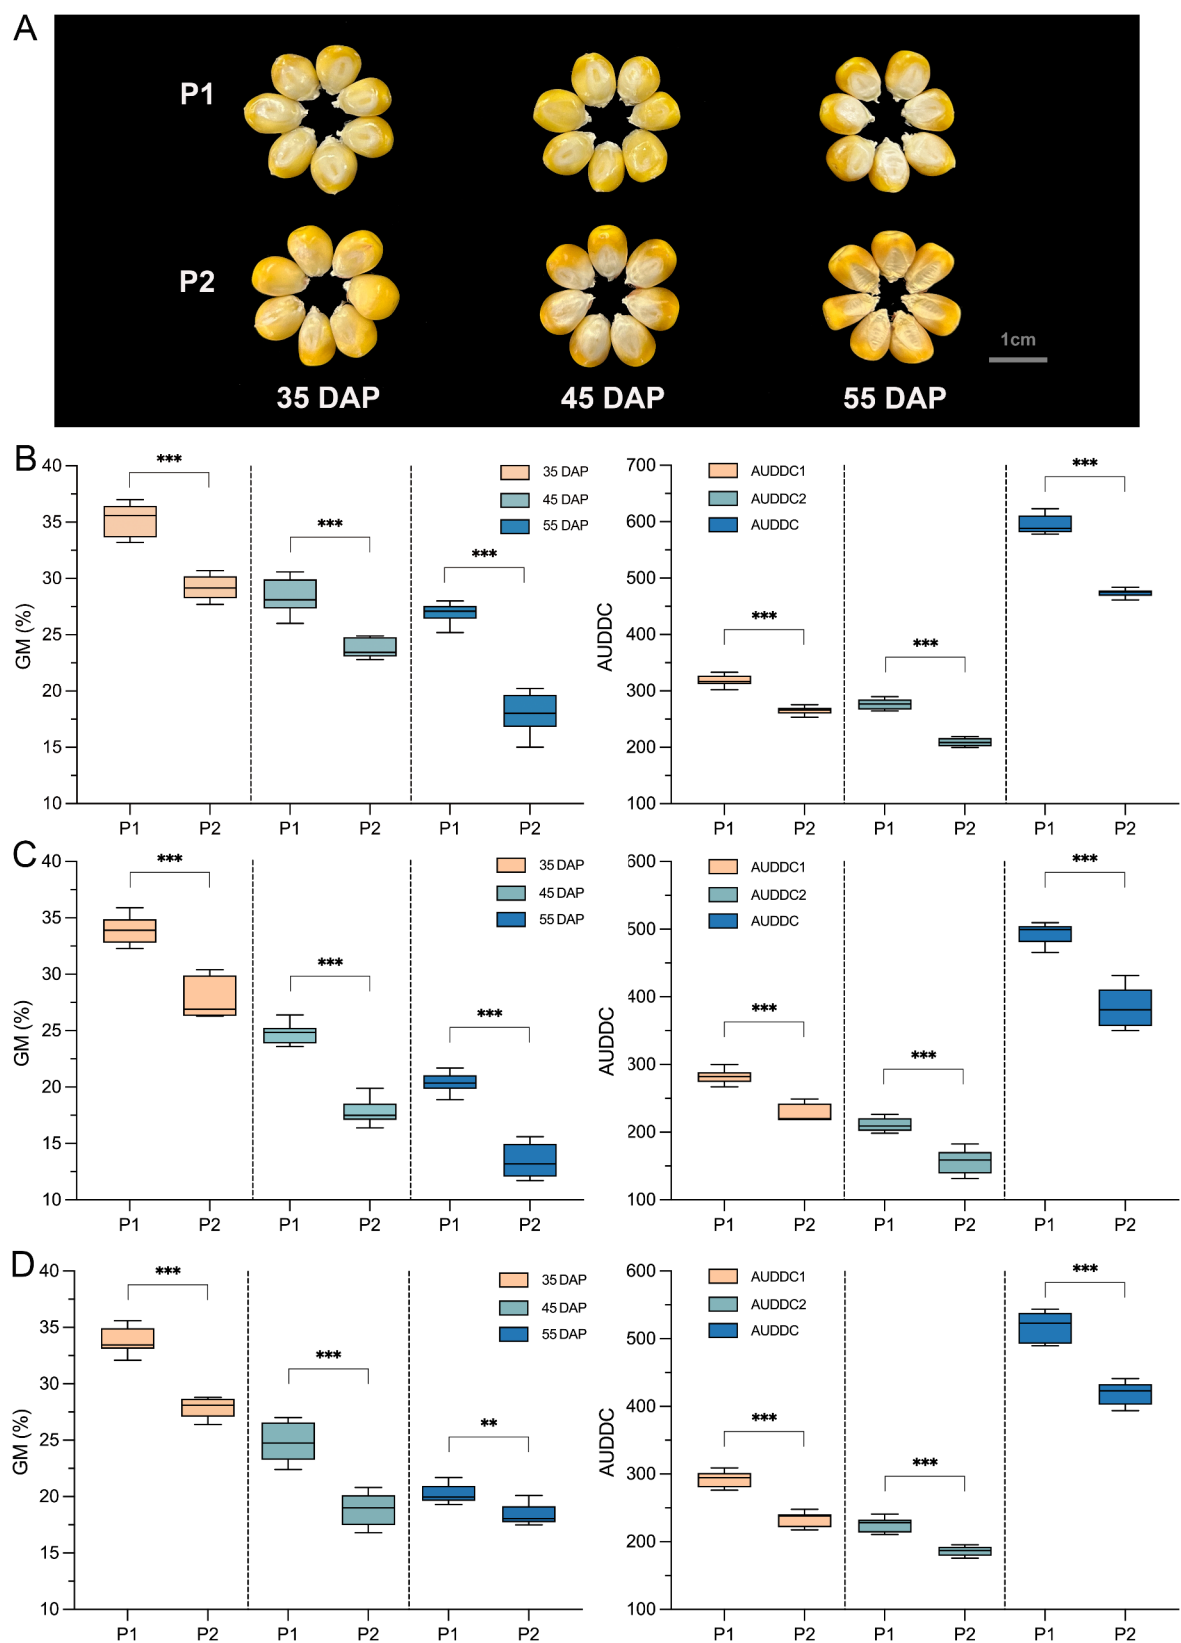 A
P1
P2
1cm
35 DAP 45 DAP 55 DAP
B
GM (%)
40
35
30
25
20
15
10
*** *** ***
35 DAP
45 DAP
55 DAP
P1 P2 P1 P2 P1 P2
AUDDC
700
600
500
400
300
200
100
*** *** ***
AUDDC1
AUDDC2
AUDDC
P1 P2 P1 P2 P1 P2
C
GM (%)
40
35
30
25
20
15
10
*** *** ***
35 DAP
45 DAP
55 DAP
P1 P2 P1 P2 P1 P2
AUDDC
600
500
400
300
200
100
*** *** ***
AUDDC1
AUDDC2
AUDDC
P1 P2 P1 P2 P1 P2
D
GM (%)
40
35
30
25
20
15
10
*** *** **
35 DAP
45 DAP
55 DAP
P1 P2 P1 P2 P1 P2
AUDDC
600
500
400
300
200
100
*** *** ***
AUDDC1
AUDDC2
AUDDC
P1 P2 P1 P2 P1 P2